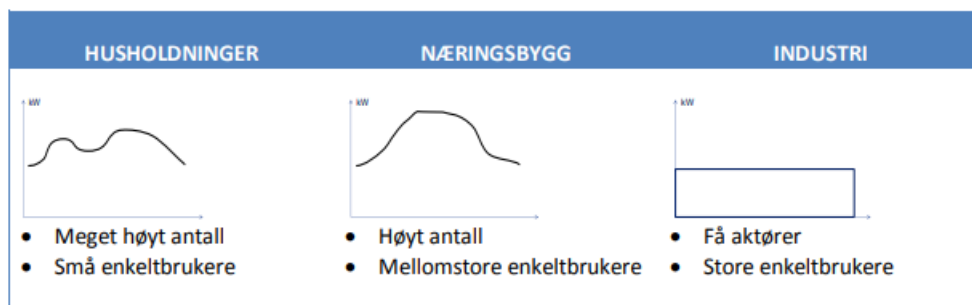 HUSHOLDNINGER
NÆRINGSBYGG
INDUSTRI
kW
kW
kW
• Meget høyt antall
• Små enkeltbrukere
• Høyt antall
• Mellomstore enkeltbrukere
• Få aktører
• Store enkeltbrukere